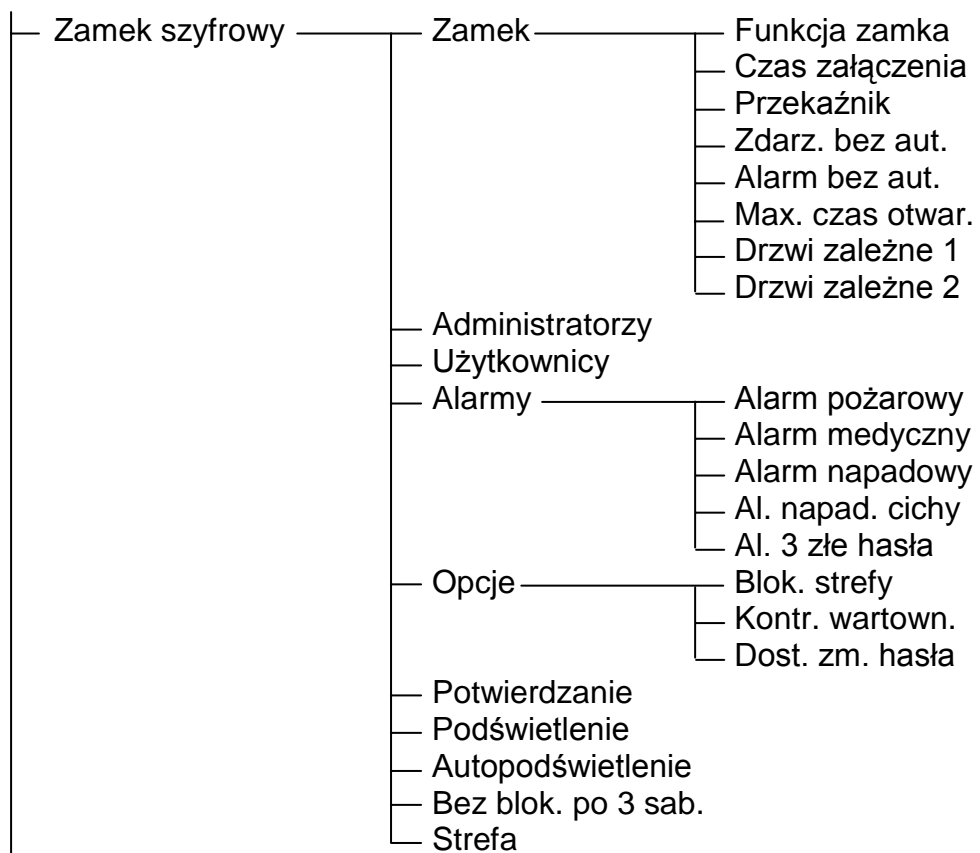 Zamek szyfrowy Zamek Funkcja zamka
Czas załączenia
Przekaźnik
Zdarz. bez aut.
Alarm bez aut.
Max. czas otwar.
Drzwi zależne 1
Drzwi zależne 2
Administratorzy
Użytkownicy
Alarmy Alarm pożarowy
Alarm medyczny
Alarm napadowy
Al. napad. cichy
Al. 3 złe hasła
Opcje Blok. strefy
Kontr. wartown.
Dost. zm. hasła
Potwierdzanie
Podświetlenie
Autopodświetlenie
Bez blok. po 3 sab.
Strefa